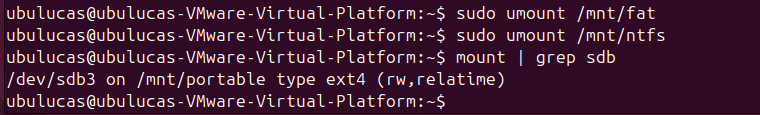 ubulucas@ubulucas-VMware-Virtual-Platform:~$ sudo umount /mnt/fat
ubulucas@ubulucas-VMware-Virtual-Platform:~$ sudo umount /mnt/ntfs
ubulucas@ubulucas-VMware-Virtual-Platform:~$ mount | grep sdb
/dev/sdb3 on /mnt/portable type ext4 (rw,relatime)
ubulucas@ubulucas-VMware-Virtual-Platform:~$